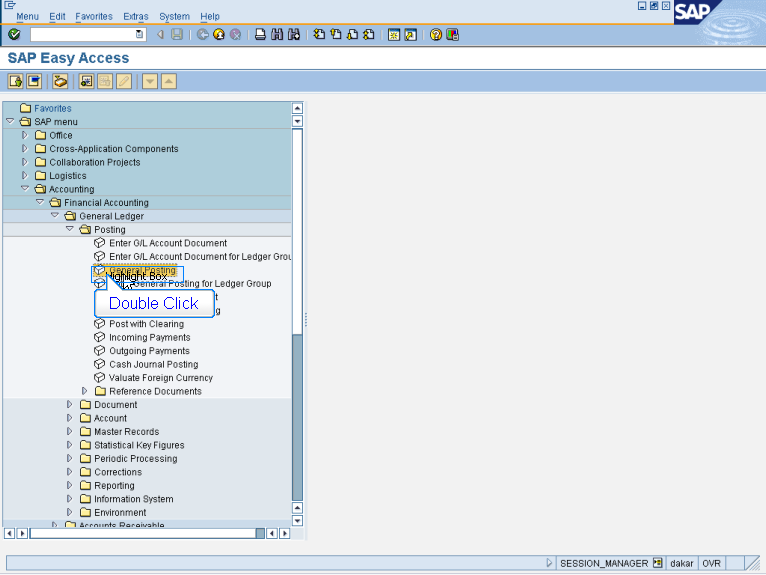 Menu Edit Favorites Extras System Help
SAP
SAP Easy Access
Favorites
SAP menu
Office
Cross-Application Components
Collaboration Projects
Logistics
Accounting
Financial Accounting
General Ledger
Posting
Enter G/L Account Document
Enter G/L Account Document for Ledger Grou
General Posting
Highlight Box
General Posting for Ledger Group
Double Click
Post with Clearing
Incoming Payments
Outgoing Payments
Cash Journal Posting
Valuate Foreign Currency
Reference Documents
Document
Account
Master Records
Statistical Key Figures
Periodic Processing
Corrections
Reporting
Information System
Environment
Accounts Receivable
SESSION_MANAGER dakar OVR